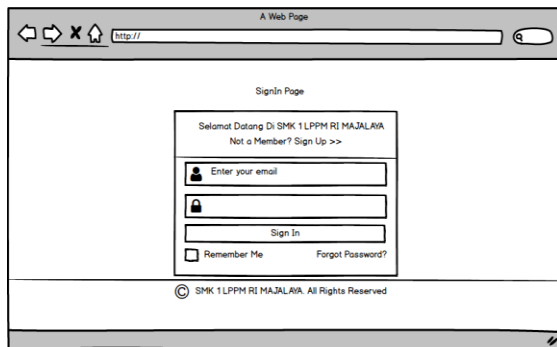 A Web Page
http://
SignIn Page
Selamat Datang Di SMK 1 LPPM RI MAJALAYA
Not a Member? Sign Up >>
Enter your email
Sign In
Remember Me Forgot Password?
© SMK 1 LPPM RI MAJALAYA. All Rights Reserved